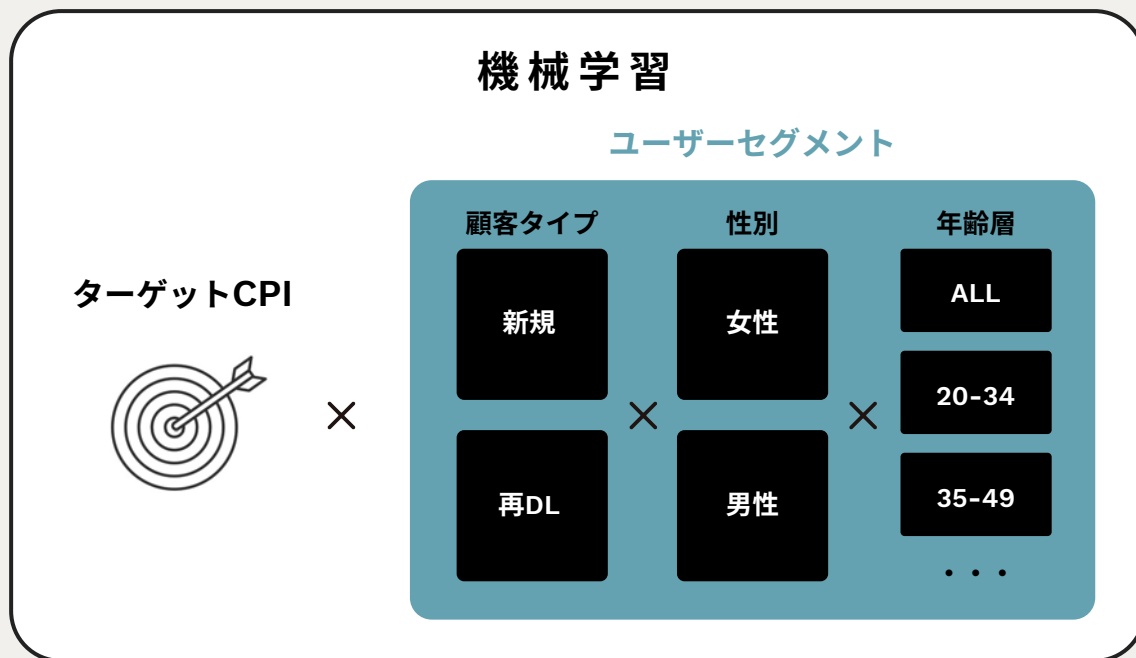 機械学習
ユーザーセグメント
ターゲットCPI
顧客タイプ
新規
再DL
性別
女性
男性
年齢層
ALL
20-34
35-49
・・・